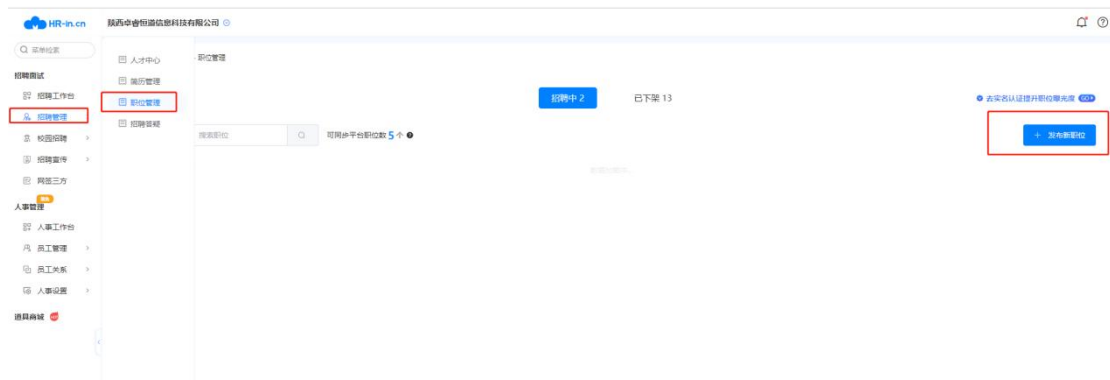 HR-in.cn
陕西卓睿恒道信息科技有限公司
菜单检索
招聘面试
招聘工作台
招聘管理
校园招聘
招聘宣传
网签三方
人事管理
人事工作台
员工管理
员工关系
人事设置
道具商城
人才中心
简历管理
职位管理
招聘答疑
职位管理
招聘中 2
已下架 13
去实名认证提升职位曝光度 GO
搜索职位
可同步平台职位数 5 个
+ 发布新职位